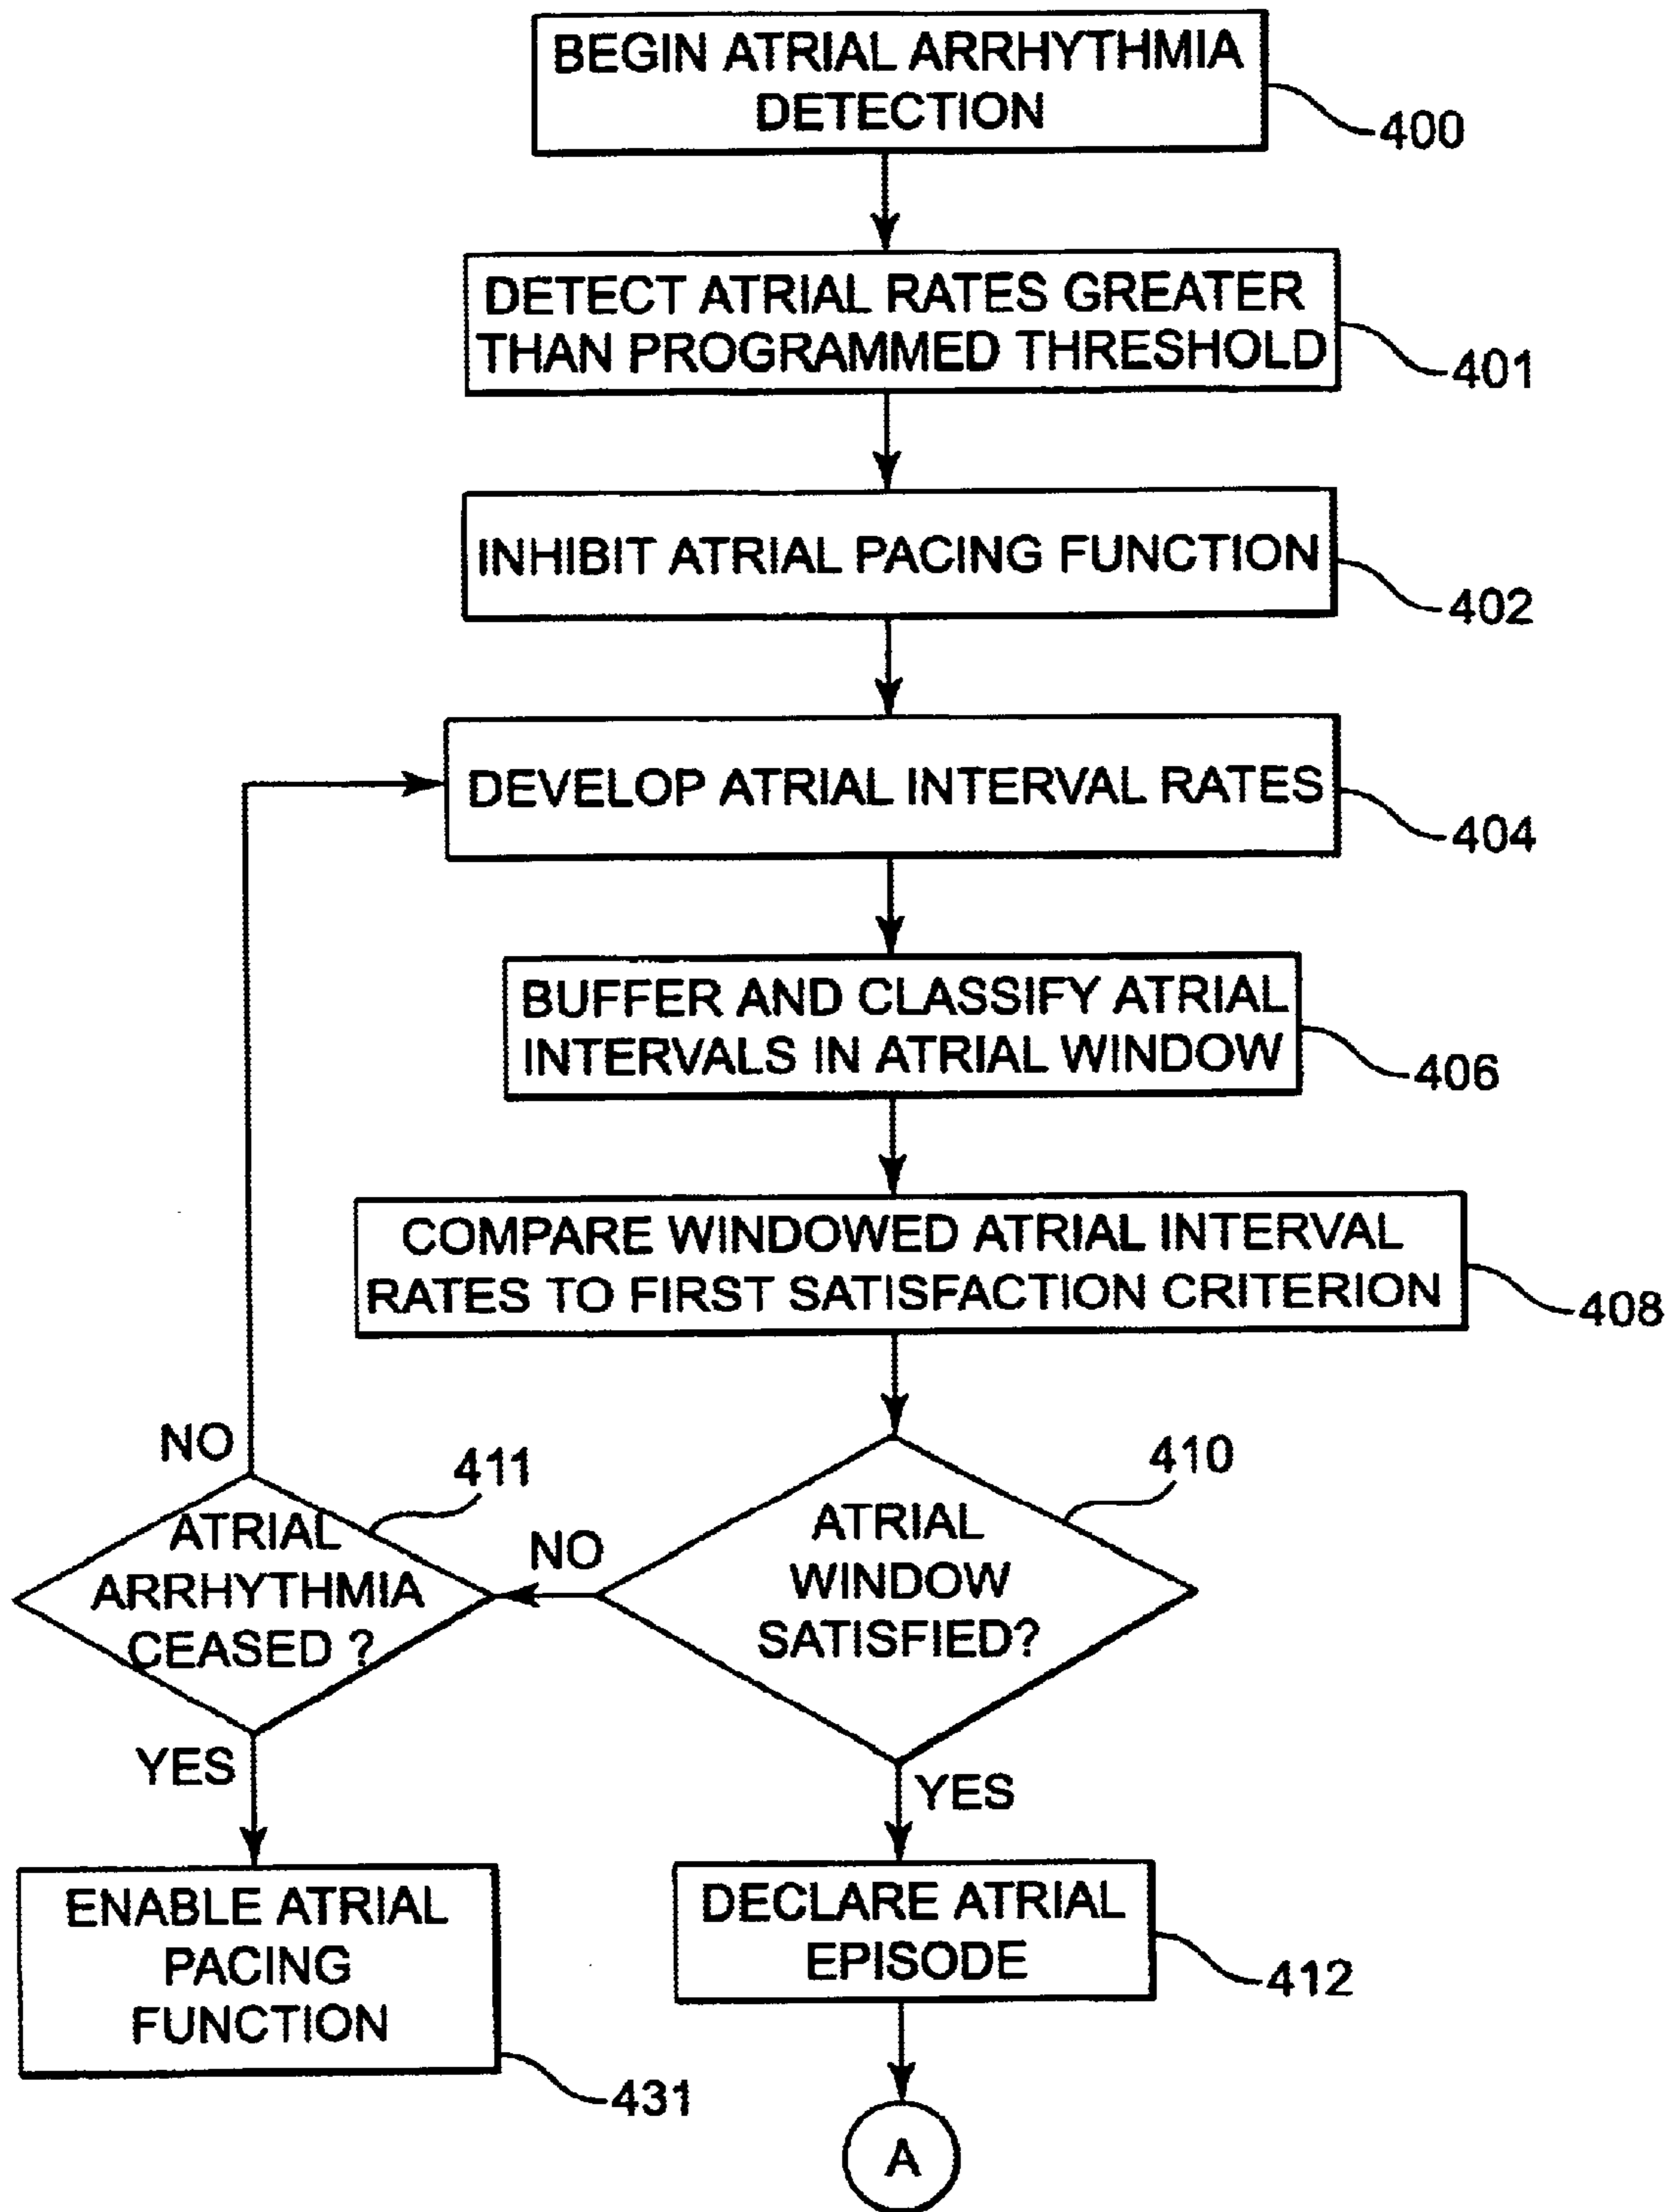 BEGIN ATRIAL ARRHYTHMIA
DETECTION
400
DETECT ATRIAL RATES GREATER
THAN PROGRAMMED THRESHOLD
401
INHIBIT ATRIAL PACING FUNCTION
402
DEVELOP ATRIAL INTERVAL RATES
404
BUFFER AND CLASSIFY ATRIAL
INTERVALS IN ATRIAL WINDOW
406
COMPARE WINDOWED ATRIAL INTERVAL
RATES TO FIRST SATISFACTION CRITERION
408
NO
411
ATRIAL
ARRHYTHMIA
CEASED ?
NO
410
ATRIAL
WINDOW
SATISFIED?
YES
YES
ENABLE ATRIAL
PACING
FUNCTION
431
DECLARE ATRIAL
EPISODE
412
A